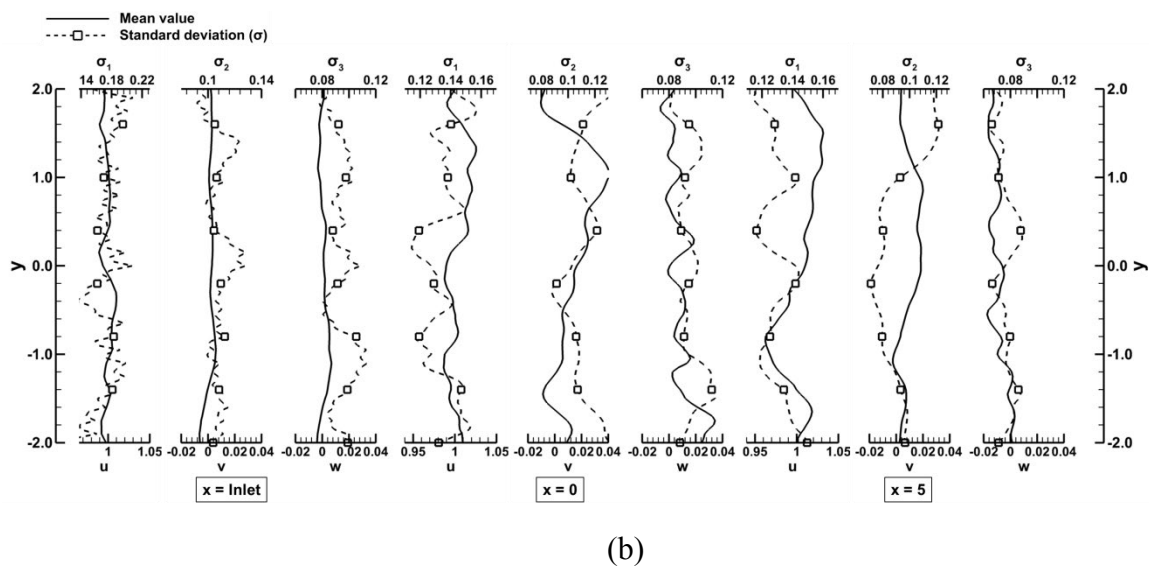 Mean value
Standard deviation (σ)
σ1 σ2 σ3 σ1 σ2 σ3 σ1 σ2 σ3
14 0.18 0.22 0.1 0.14 0.08 0.12 0.12 0.14 0.16 0.08 0.1 0.12 0.08 0.12 0.12 0.14 0.16 0.08 0.1 0.12 0.08 0.12
2.0 2.0
1.0 1.0
y 0.0 0.0 y
-1.0 -1.0
-2.0 -2.0
1 1.05 -0.02 0 0.02 0.04 -0.02 0 0.02 0.04 0.95 1 1.05 -0.02 0 0.02 0.04 -0.02 0 0.02 0.04 0.95 1 1.05 -0.02 0 0.02 0.04 -0.02 0 0.02 0.04
u v w u v w u v w
x = Inlet x = 0 x = 5
(b)